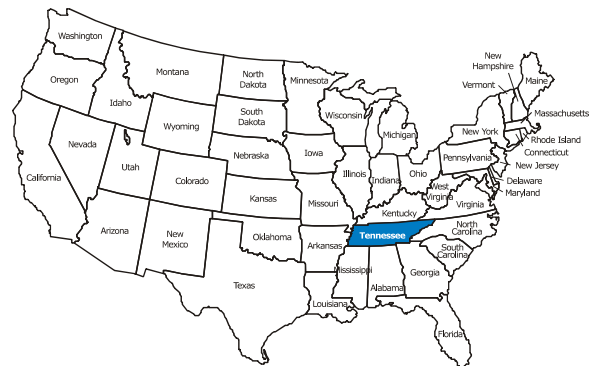 Washington
Oregon
Idaho
Montana
North
Dakota
Minnesota
South
Dakota
Wyoming
Nebraska
Iowa
Wisconsin
Michigan
New
Hampshire
Vermont
Maine
Massachusetts
Rhode Island
Connecticut
New Jersey
Delaware
Maryland
New York
Pennsylvania
Ohio
Indiana
Illinois
West
Virginia
Virginia
Kentucky
Tennessee
North
Carolina
South
Carolina
Georgia
Florida
Alabama
Mississippi
Louisiana
Arkansas
Missouri
Kansas
Oklahoma
Texas
New
Mexico
Colorado
Utah
Arizona
Nevada
California